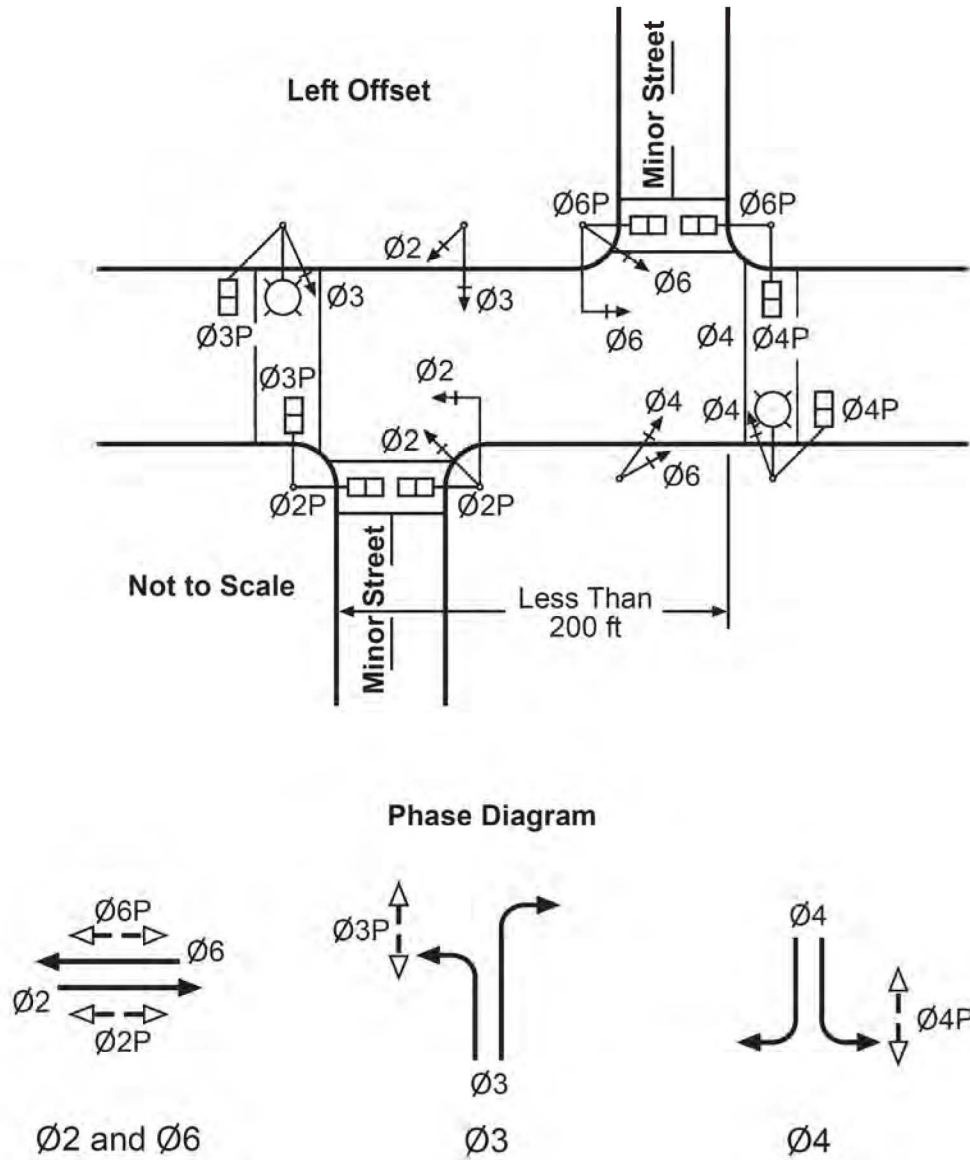 Left Offset
Minor Street
Ø6P
Ø6P
Ø2
Ø3
Ø3
Ø6
Ø3P
Ø6
Ø4
Ø4P
Ø3P
Ø2
Ø4
Ø4
Ø4P
Ø2
Ø6
Ø2P
Ø2P
Not to Scale
Minor Street
Less Than
200 ft
Phase Diagram
Ø6P
Ø6
Ø2
Ø2P
Ø3P
Ø3
Ø4
Ø4P
Ø2 and Ø6
Ø3
Ø4